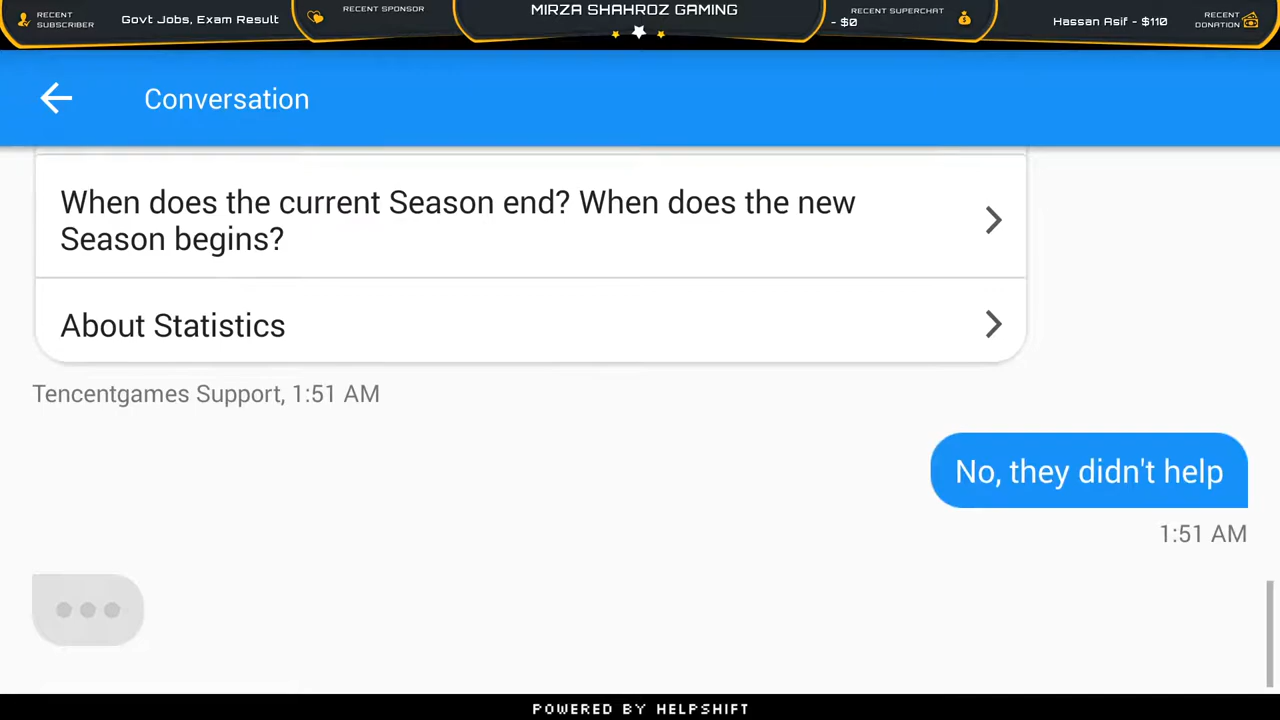 RECENT
SUBSCRIBER
Govt Jobs, Exam Result
RECENT SPONSOR
MIRZA SHAHROZ GAMING
RECENT SUPERCHAT
- $0
Hassan Asif - $110
RECENT
DONATION
Conversation
When does the current Season end? When does the new
Season begins?
About Statistics
Tencentgames Support, 1:51 AM
No, they didn't help
1:51 AM
POWERED BY HELPSHIFT